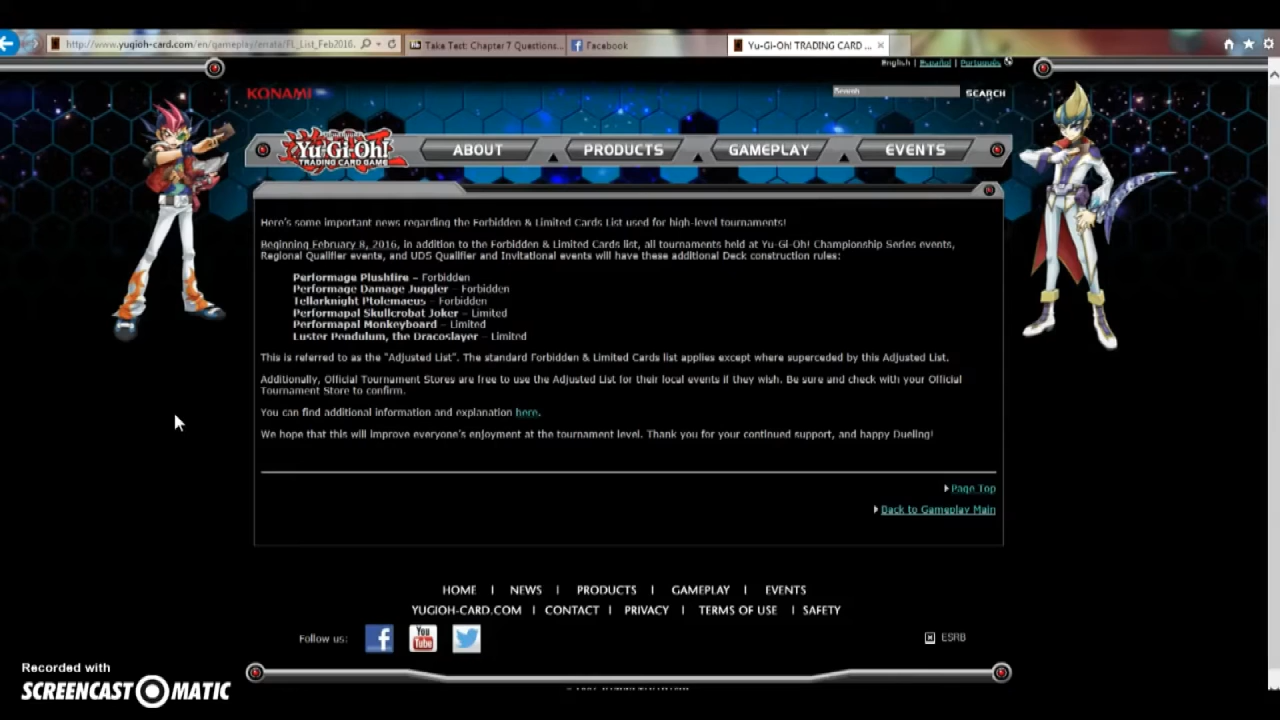 http://www.yugioh-card.com/en/gameplay/errata/FL_List_Feb2016.
Take Test: Chapter 7 Questions...
Facebook
Yu-Gi-Oh! TRADING CARD ...
English | Español | Português
KONAMI
Search
SEARCH
Yu-Gi-Oh!
TRADING CARD GAME
ABOUT
PRODUCTS
GAMEPLAY
EVENTS
Here's some important news regarding the Forbidden & Limited Cards List used for high-level tournaments!
Beginning February 8, 2016, in addition to the Forbidden & Limited Cards list, all tournaments held at Yu-Gi-Oh! Championship Series events,
Regional Qualifier events, and UDS Qualifier and Invitational events will have these additional Deck construction rules:
Performage Plushfire – Forbidden
Performage Damage Juggler – Forbidden
Tellarknight Ptolemaeus – Forbidden
Performapal Skullcrobat Joker – Limited
Performapal Monkeyboard – Limited
Luster Pendulum, the Dracoslayer – Limited
This is referred to as the "Adjusted List". The standard Forbidden & Limited Cards list applies except where superceded by this Adjusted List.
Additionally, Official Tournament Stores are free to use the Adjusted List for their local events if they wish. Be sure and check with your Official
Tournament Store to confirm.
You can find additional information and explanation here.
We hope that this will improve everyone's enjoyment at the tournament level. Thank you for your continued support, and happy Dueling!
Page Top
Back to Gameplay Main
HOME | NEWS | PRODUCTS | GAMEPLAY | EVENTS
YUGIOH-CARD.COM | CONTACT | PRIVACY | TERMS OF USE | SAFETY
Follow us:
You Tube
ESRB
Recorded with
SCREENCAST MATIC